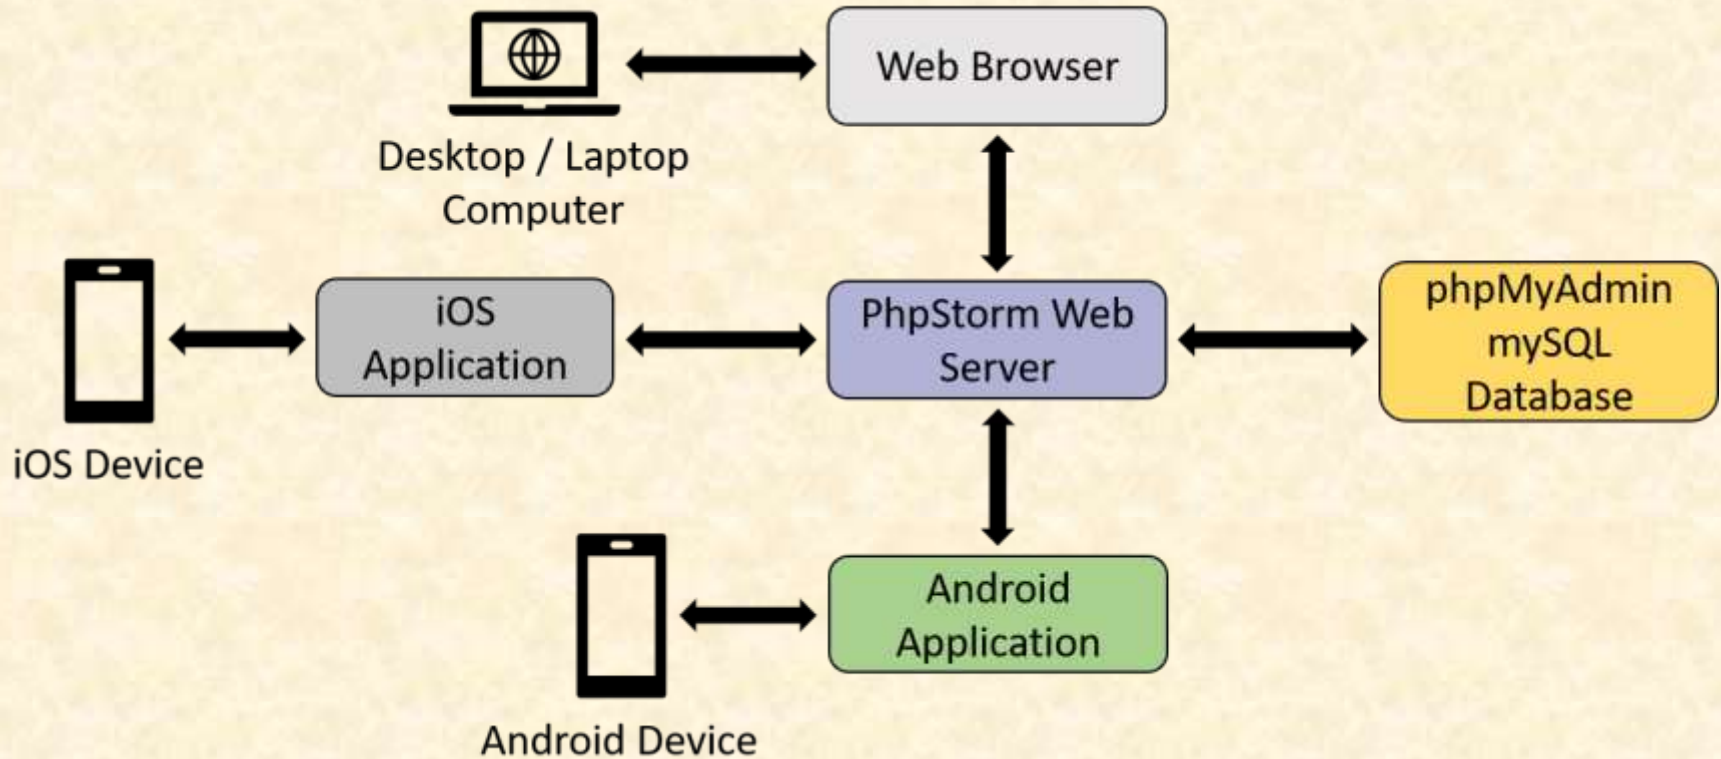 Web Browser
Desktop / Laptop
Computer
iOS
Application
PhpStorm Web
Server
phpMyAdmin
mySQL
Database
iOS Device
Android
Application
Android Device